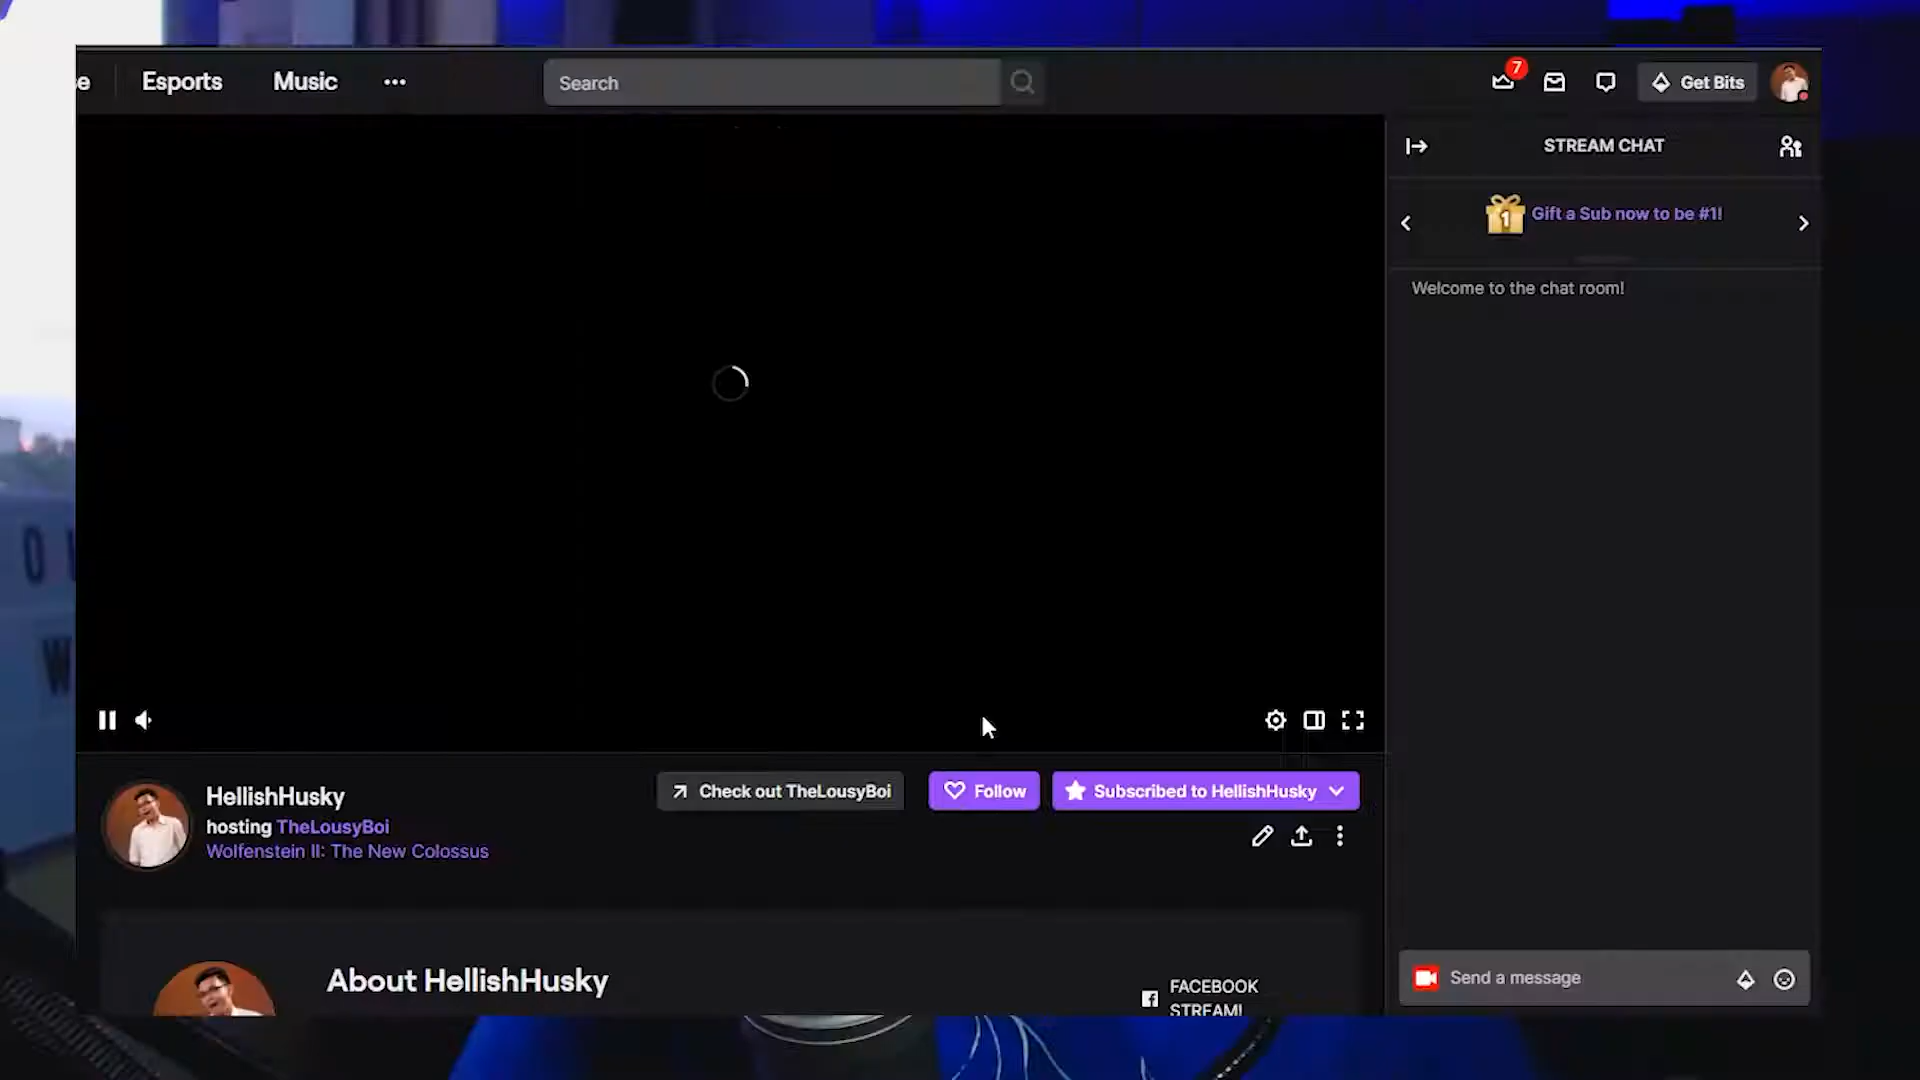 se
Esports
Music
Search
7
Get Bits
STREAM CHAT
1
Gift a Sub now to be #1!
Welcome to the chat room!
O
W
HellishHusky
hosting TheLousyBoi
Wolfenstein II: The New Colossus
Check out TheLousyBoi
Follow
Subscribed to HellishHusky
About HellishHusky
FACEBOOK
STREAM!
Send a message